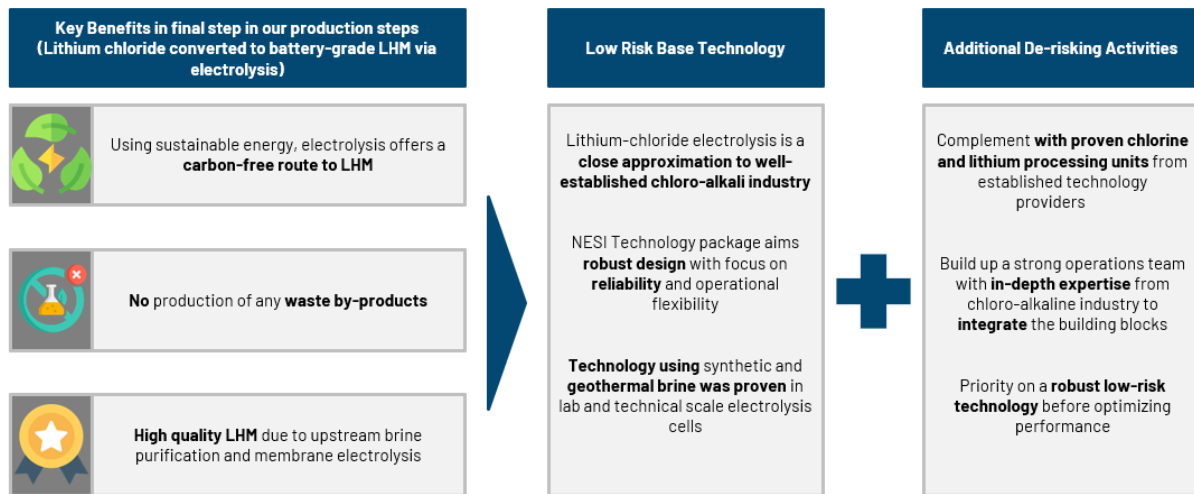 Key Benefits in final step in our production steps
(Lithium chloride converted to battery-grade LHM via
electrolysis)
Using sustainable energy, electrolysis offers a
carbon-free route to LHM
No production of any waste by-products
High quality LHM due to upstream brine
purification and membrane electrolysis
Low Risk Base Technology
Lithium-chloride electrolysis is a
close approximation to well-
established chloro-alkali industry
NESI Technology package aims
robust design with focus on
reliability and operational
flexibility
Technology using synthetic and
geothermal brine was proven in
lab and technical scale electrolysis
cells
Additional De-risking Activities
Complement with proven chlorine
and lithium processing units from
established technology
providers
Build up a strong operations team
with in-depth expertise from
chloro-alkaline industry to
integrate the building blocks
Priority on a robust low-risk
technology before optimizing
performance